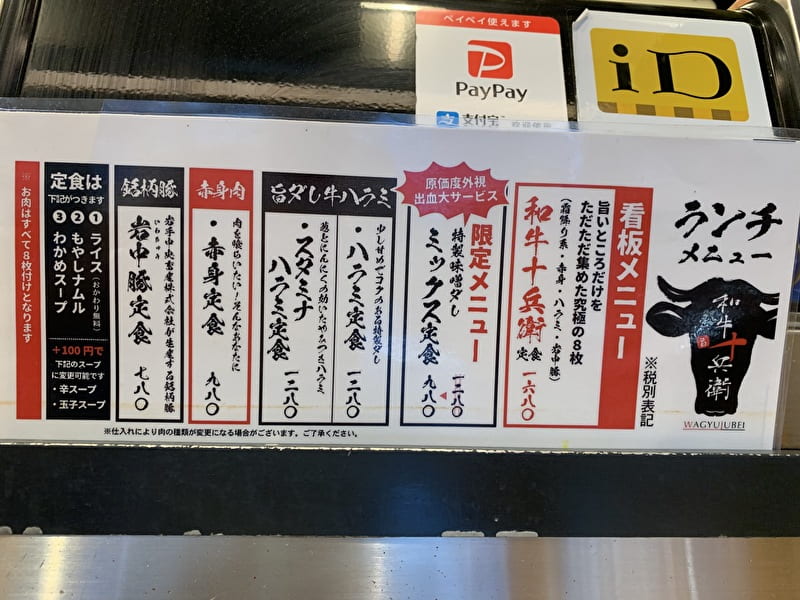 ペイペイ使えます
PayPay
支付宝
iD
ランチ
メニュー
和牛十兵衛
WAGYUJUBEI
※税別表記
看板メニュー
旨いところだけを
ただただ集めた究極の8枚
(霜降り系・赤身・ハラミ・岩中豚)
和牛十兵衛
定食
一六八〇
原価度外視
出血大サービス
限定メニュー
特製味噌ダレ
ミックス定食
一二八〇
九八〇
旨ダレ牛ハラミ
少し甘めでコクのある特製ダレ
・ハラミ定食
一二八〇
葱とにんにくの効いたやみつきハラミ
・スタミナ
ハラミ定食
一二八〇
赤身肉
肉を喰らいたい!そんなあなたに
・赤身定食
九八〇
銘柄豚
岩手中央畜産株式会社が生産する銘柄豚
いわちゅう
岩中豚定食
七八〇
定食は
下記がつきます
①ライス(おかわり無料)
②もやしナムル
③わかめスープ
+100円で
下記のスープ
に変更可能です
・辛スープ
・玉子スープ
※お肉はすべて8枚付けとなります
※仕入れにより肉の種類が変更になる場合がございます。ご了承ください。